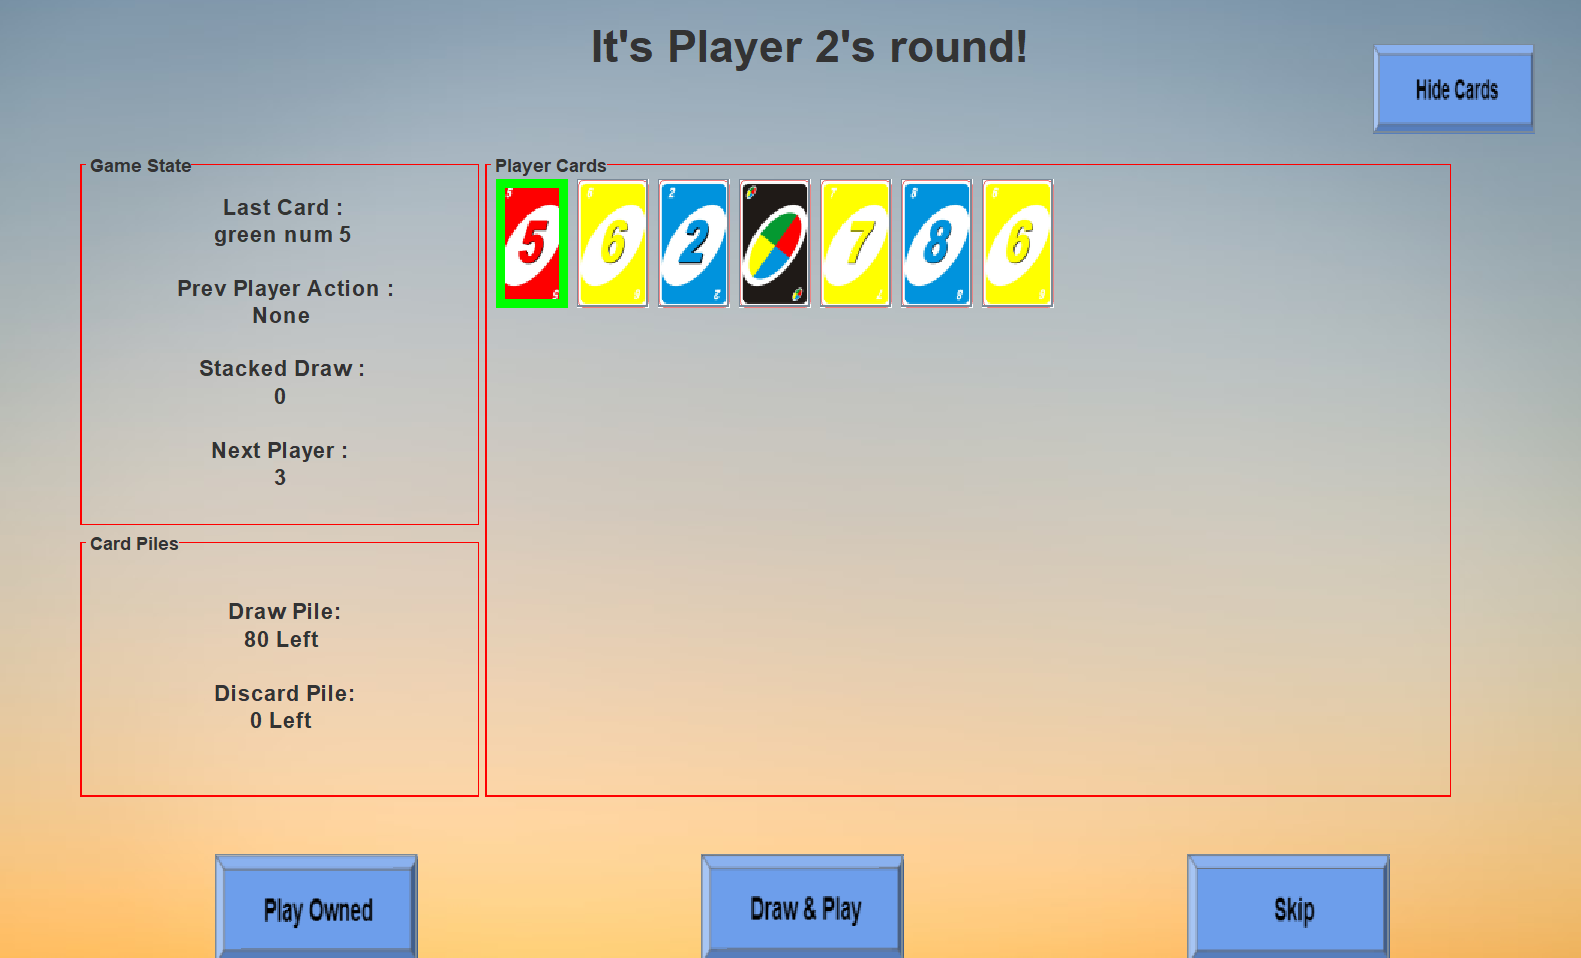 It's Player 2's round!
Hide Cards
Game State
Last Card :
green num 5
Prev Player Action :
None
Stacked Draw :
0
Next Player :
3
Card Piles
Draw Pile:
80 Left
Discard Pile:
0 Left
Player Cards
5 6 2 7 8 6
Play Owned
Draw & Play
Skip